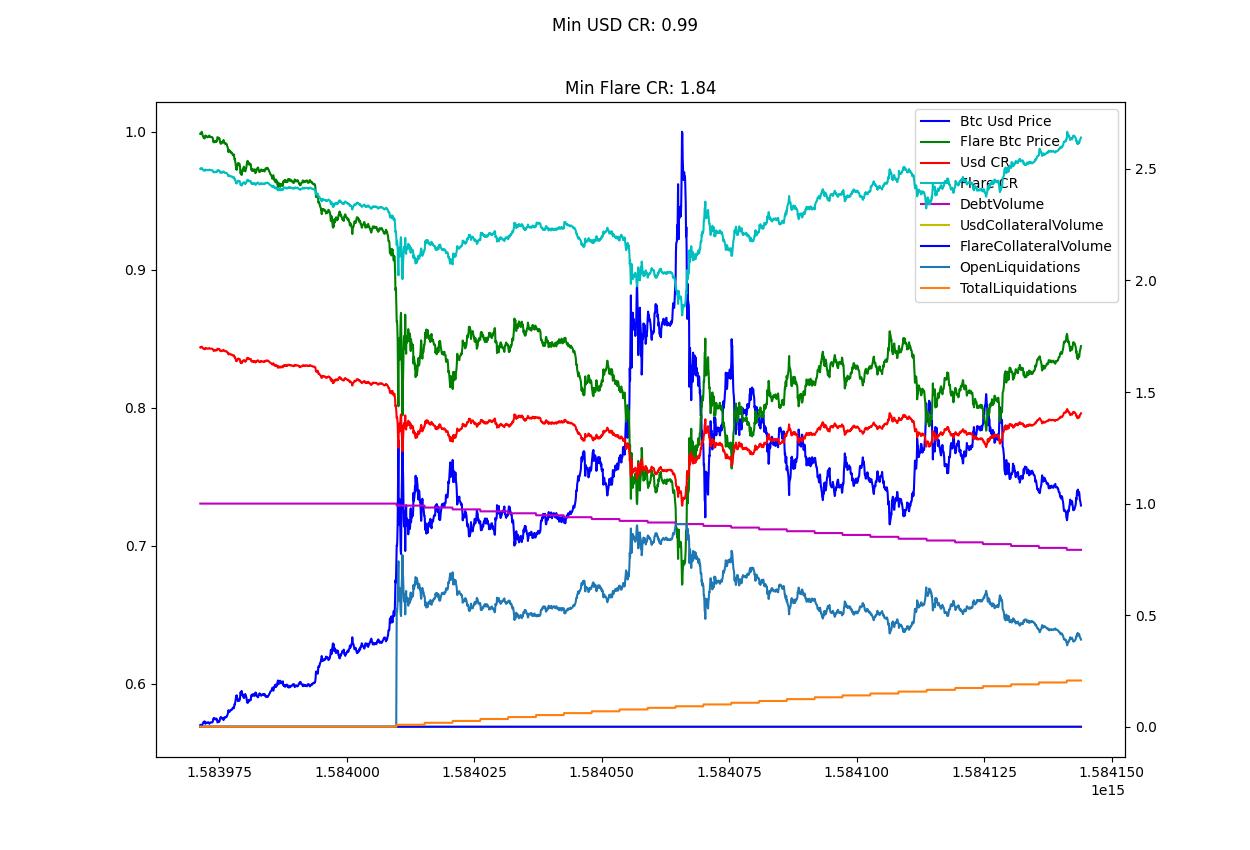 Min USD CR: 0.99
Min Flare CR: 1.84
Btc Usd Price
Flare Btc Price
Usd CR
Flare CR
DebtVolume
UsdCollateralVolume
FlareCollateralVolume
OpenLiquidations
TotalLiquidations
1.0
0.9
0.8
0.7
0.6
2.5
2.0
1.5
1.0
0.5
0.0
1.583975 1.584000 1.584025 1.584050 1.584075 1.584100 1.584125 1.584150
1e15